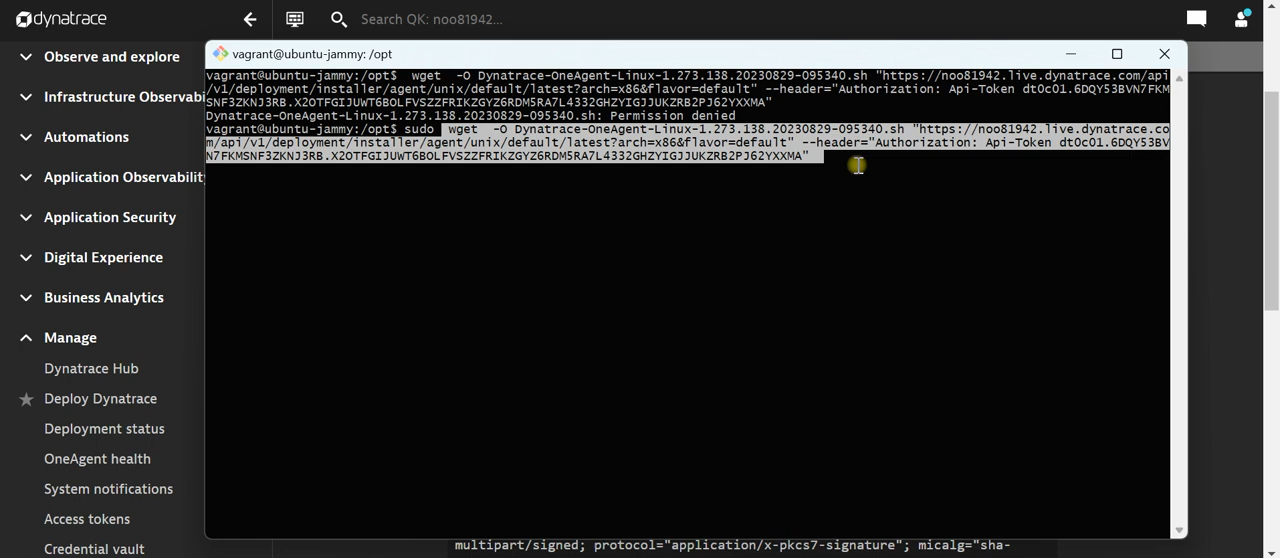 dynatrace
Search QK: noo81942...
Observe and explore
Infrastructure Observabi
Automations
Application Observability
Application Security
Digital Experience
Business Analytics
Manage
Dynatrace Hub
Deploy Dynatrace
Deployment status
OneAgent health
System notifications
Access tokens
Credential vault
vagrant@ubuntu-jammy: /opt
vagrant@ubuntu-jammy:/opt$ wget -O Dynatrace-OneAgent-Linux-1.273.138.20230829-095340.sh "https://noo81942.live.dynatrace.com/api
/v1/deployment/installer/agent/unix/default/latest?arch=x86&flavor=default" --header="Authorization: Api-Token dt0c01.6DQY53BVN7FKM
SNF3ZKNJ3RB.X2OTFGIJUWT6BOLFVSZZFRIKZGYZ6RDM5RA7L4332GHZYIGJJUKZRB2PJ62YXXMA"
Dynatrace-OneAgent-Linux-1.273.138.20230829-095340.sh: Permission denied
vagrant@ubuntu-jammy:/opt$ sudo wget -O Dynatrace-OneAgent-Linux-1.273.138.20230829-095340.sh "https://noo81942.live.dynatrace.co
m/api/v1/deployment/installer/agent/unix/default/latest?arch=x86&flavor=default" --header="Authorization: Api-Token dt0c01.6DQY53BV
N7FKMSNF3ZKNJ3RB.X2OTFGIJUWT6BOLFVSZZFRIKZGYZ6RDM5RA7L4332GHZYIGJJUKZRB2PJ62YXXMA"
multipart/signed; protocol="application/x-pkcs7-signature"; micalg="sha-